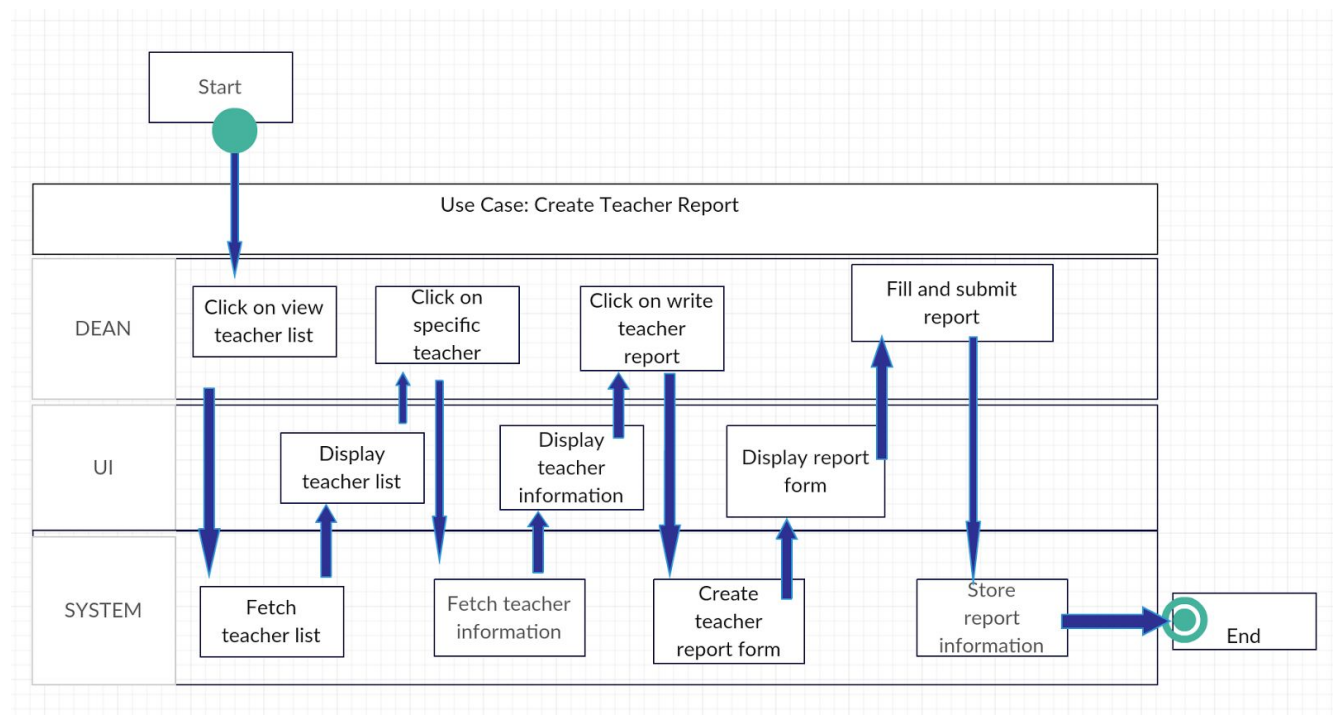 Start
Use Case: Create Teacher Report
DEAN
Click on view
teacher list
Click on
specific
teacher
Click on write
teacher
report
Fill and submit
report
UI
Display
teacher list
Display
teacher
information
Display report
form
SYSTEM
Fetch
teacher list
Fetch teacher
information
Create
teacher
report form
Store
report
information
End